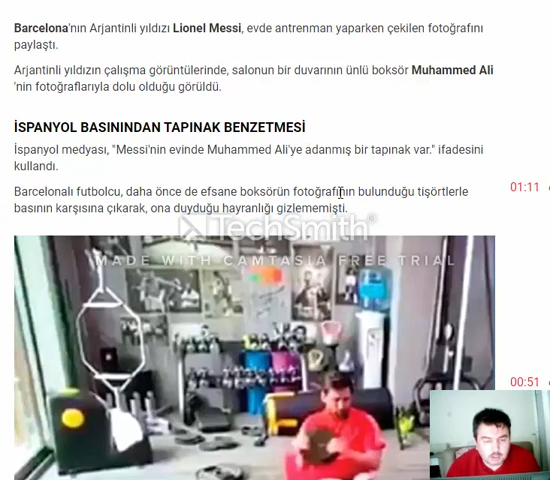 Barcelona'nın Arjantinli yıldızı Lionel Messi, evde antrenman yaparken çekilen fotoğrafını
paylaştı.
Arjantinli yıldızın çalışma görüntülerinde, salonun bir duvarının ünlü boksör Muhammed Ali
'nin fotoğraflarıyla dolu olduğu görüldü.
İSPANYOL BASININDAN TAPINAK BENZETMESİ
İspanyol medyası, "Messi'nin evinde Muhammed Ali'ye adanmış bir tapınak var." ifadesini
kullandı.
Barcelonalı futbolcu, daha önce de efsane boksörün fotoğrafının bulunduğu tişörtlerle
basının karşısına çıkarak, ona duyduğu hayranlığı gizlememişti.
01:11
TechSmith®
MADE WITH CAMTASIA FREE TRIAL
00:51